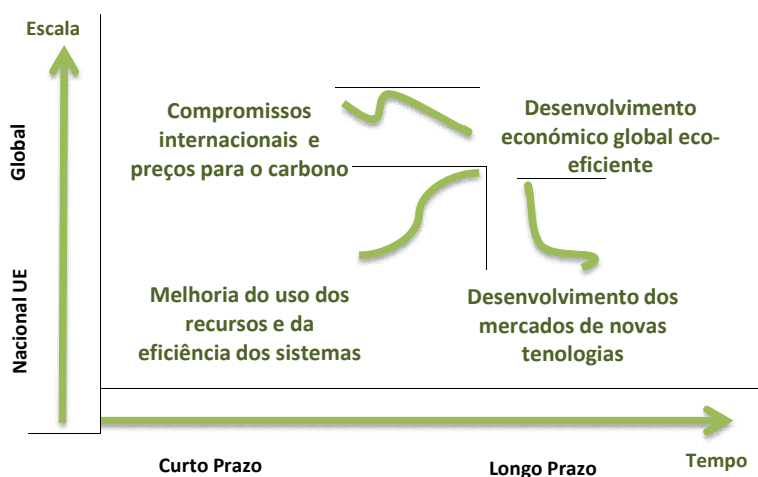 Escala
Global
Nacional UE
Compromissos
internacionais e
preços para o carbono
Desenvolvimento
económico global eco-
eficiente
Melhoria do uso dos
recursos e da
eficiência dos sistemas
Desenvolvimento dos
mercados de novas
tenologias
Curto Prazo
Longo Prazo
Tempo